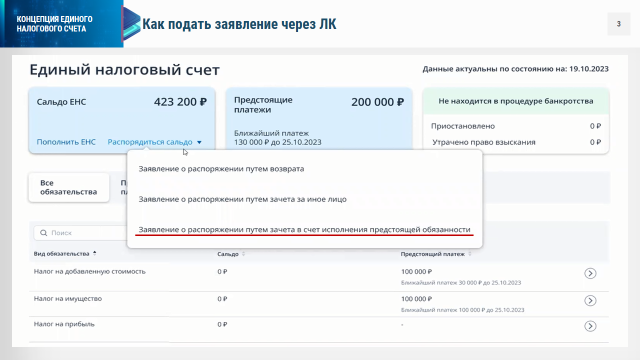 КОНЦЕПЦИЯ ЕДИНОГО
НАЛОГОВОГО СЧЕТА
Как подать заявление через ЛК
3
Единый налоговый счет
Данные актуальны по состоянию на: 19.10.2023
Сальдо ЕНС
423 200 ₽
Пополнить ЕНС
Распорядиться сальдо
Предстоящие
платежи
200 000 ₽
Ближайший платеж
130 000 ₽ до 25.10.2023
Не находится в процедуре банкротства
Приостановлено
0 ₽
Утрачено право взыскания
0 ₽
Заявление о распоряжении путем возврата
Заявление о распоряжении путем зачета за иное лицо
Заявление о распоряжении путем зачета в счет исполнения предстоящей обязанности
Все
обязательства
Поиск
Вид обязательства
Сальдо
Предстоящий платеж
Налог на добавленную стоимость
0 ₽
100 000 ₽
Ближайший платеж 30 000 ₽ до 25.10.2023
Налог на имущество
0 ₽
100 000 ₽
Ближайший платеж 100 000 ₽ до 25.10.2023
Налог на прибыль
0 ₽
-